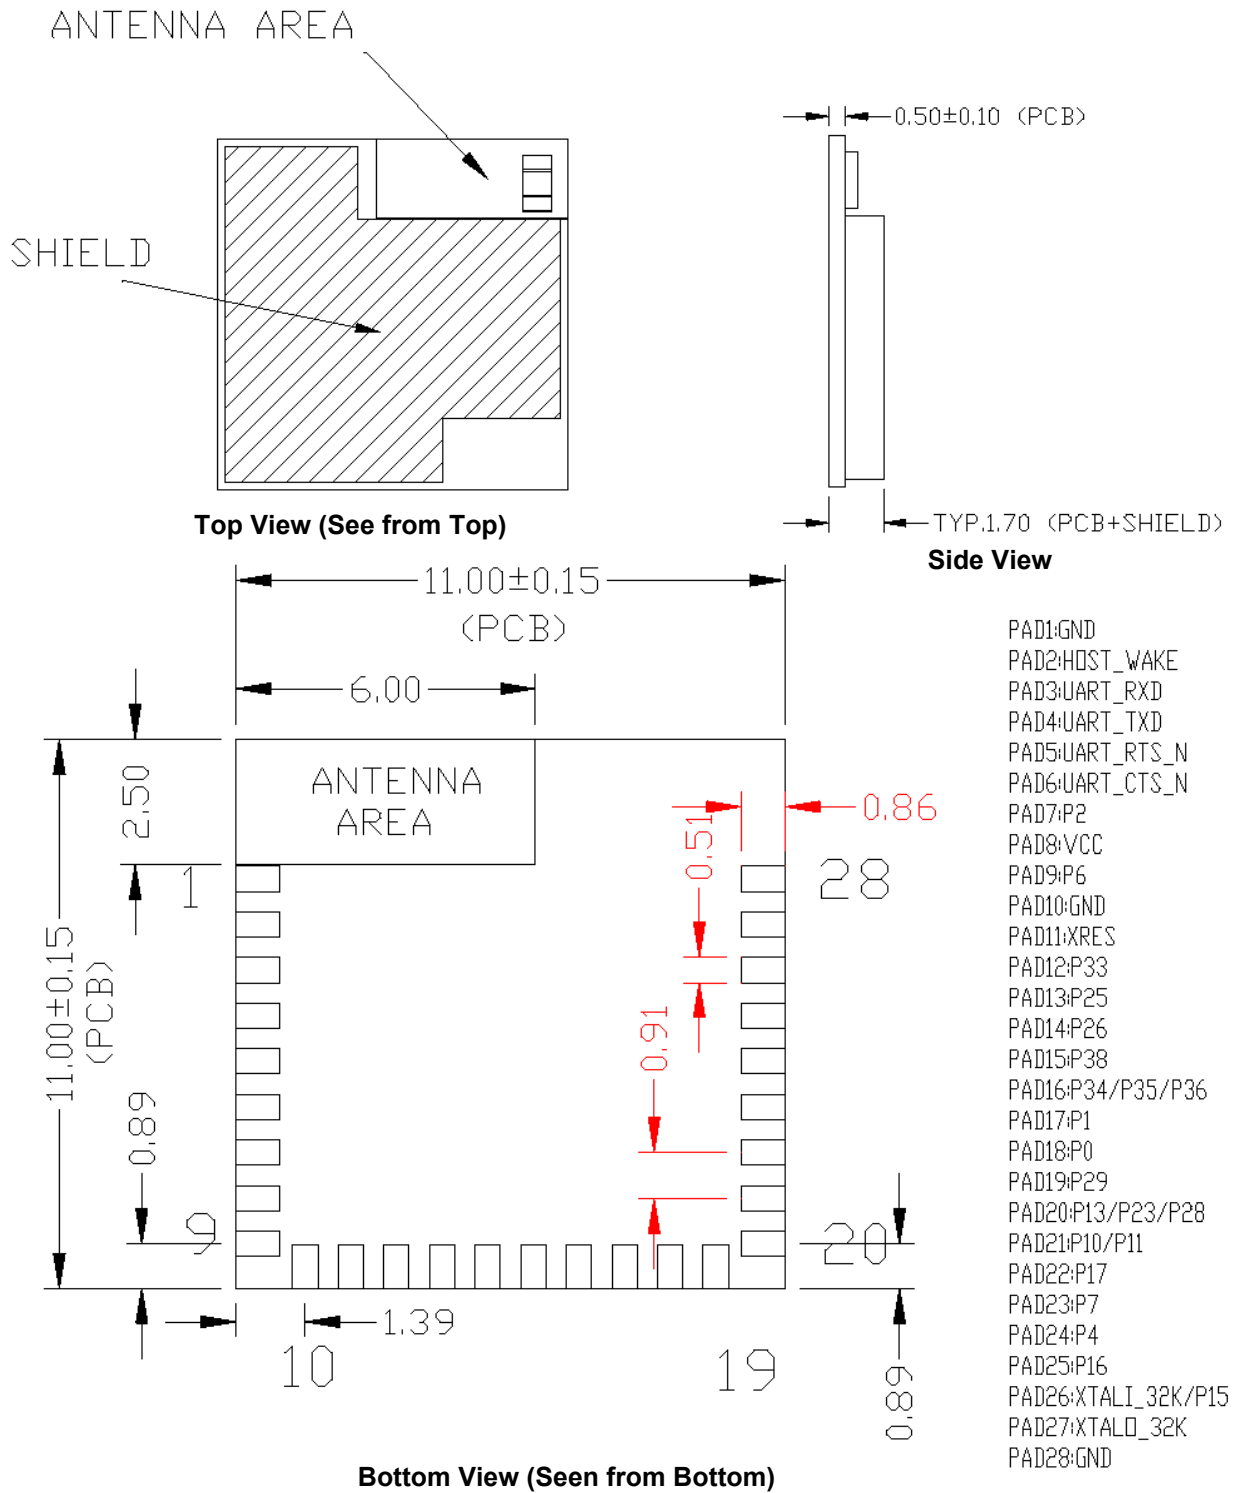 ANTENNA AREA
0.50±0.10 (PCB)
SHIELD
Top View (See from Top)
TYP.1.70 (PCB+SHIELD)
Side View
11.00±0.15
(PCB)
6.00
2.50
ANTENNA
AREA
0.86
0.51
1
28
11.00±0.15
(PCB)
0.91
0.89
9
20
1.39
10
19
0.89
PAD1:GND
PAD2:HOST_WAKE
PAD3:UART_RXD
PAD4:UART_TXD
PAD5:UART_RTS_N
PAD6:UART_CTS_N
PAD7:P2
PAD8:VCC
PAD9:P6
PAD10:GND
PAD11:XRES
PAD12:P33
PAD13:P25
PAD14:P26
PAD15:P38
PAD16:P34/P35/P36
PAD17:P1
PAD18:P0
PAD19:P29
PAD20:P13/P23/P28
PAD21:P10/P11
PAD22:P17
PAD23:P7
PAD24:P4
PAD25:P16
PAD26:XTALI_32K/P15
PAD27:XTALO_32K
PAD28:GND
Bottom View (Seen from Bottom)